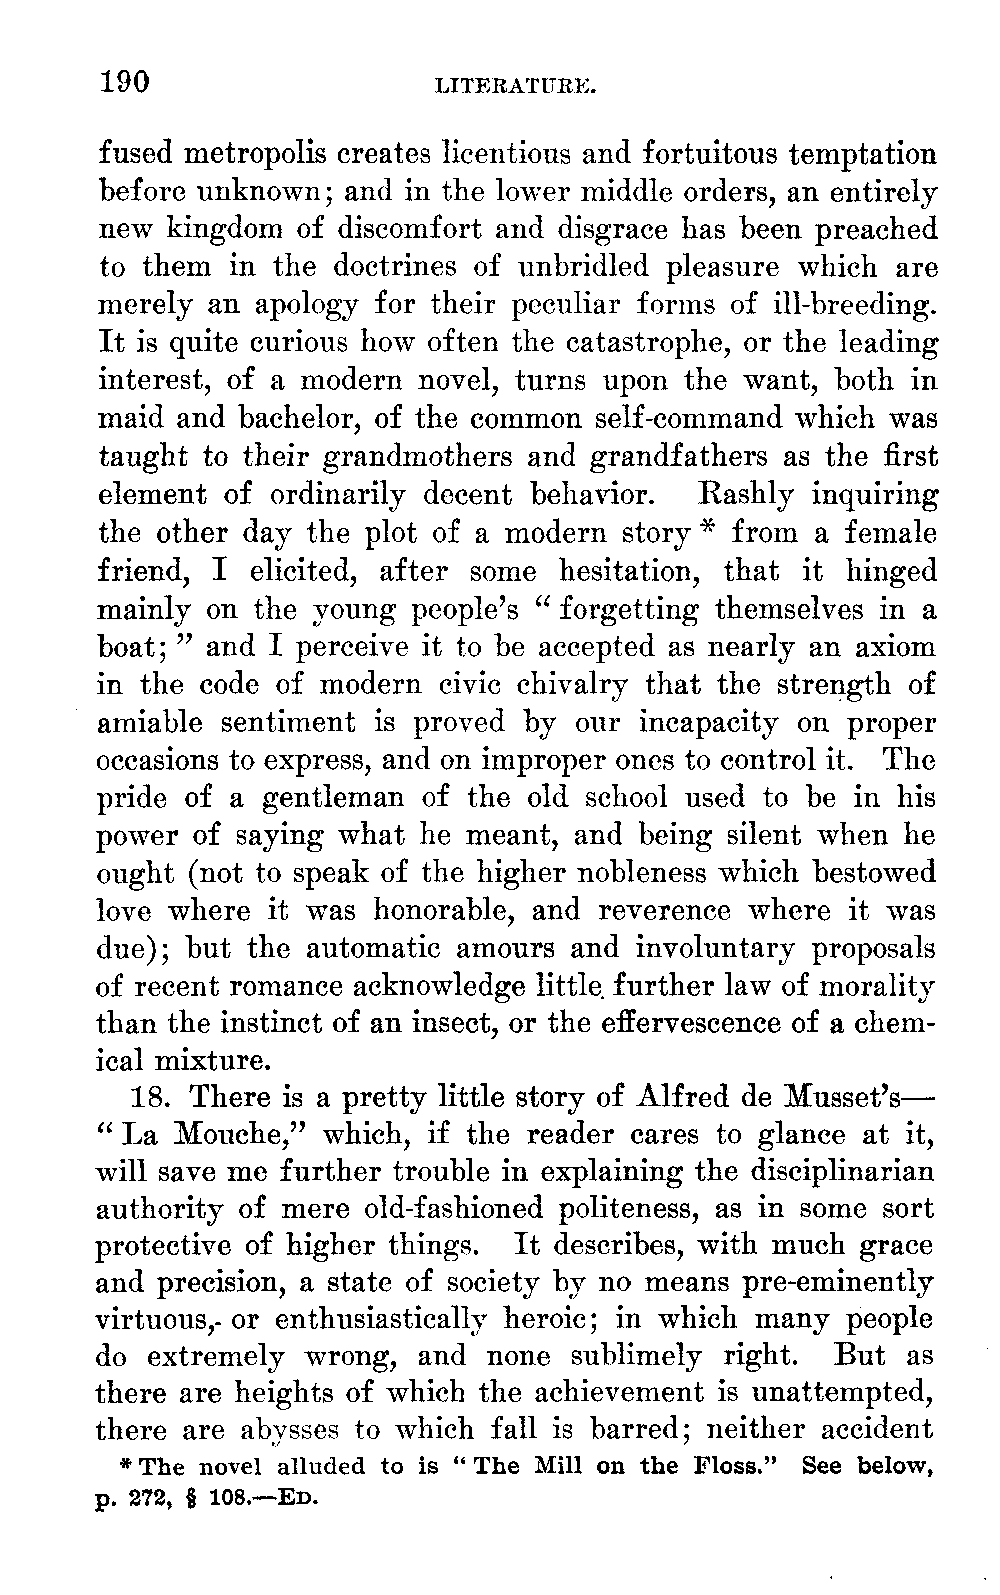 190 LITERATURE.
fused metropolis creates licentious and fortuitous temptation
before unknown; and in the lower middle orders, an entirely
new kingdom of discomfort and disgrace has been preached
to them in the doctrines of unbridled pleasure which are
merely an apology for their peculiar forms of ill-breeding.
It is quite curious how often the catastrophe, or the leading
interest, of a modern novel, turns upon the want, both in
maid and bachelor, of the common self-command which was
taught to their grandmothers and grandfathers as the first
element of ordinarily decent behavior. Rashly inquiring
the other day the plot of a modern story * from a female
friend, I elicited, after some hesitation, that it hinged
mainly on the young people's " forgetting themselves in a
boat; " and I perceive it to be accepted as nearly an axiom
in the code of modern civic chivalry that the strength of
amiable sentiment is proved by our incapacity on proper
occasions to express, and on improper ones to control it. The
pride of a gentleman of the old school used to be in his
power of saying what he meant, and being silent when he
ought (not to speak of the higher nobleness which bestowed
love where it was honorable, and reverence where it was
due); but the automatic amours and involuntary proposals
of recent romance acknowledge little further law of morality
than the instinct of an insect, or the effervescence of a chem-
ical mixture.
18. There is a pretty little story of Alfred de Musset's—
" La Mouche," which, if the reader cares to glance at it,
will save me further trouble in explaining the disciplinarian
authority of mere old-fashioned politeness, as in some sort
protective of higher things. It describes, with much grace
and precision, a state of society by no means pre-eminently
virtuous, or enthusiastically heroic; in which many people
do extremely wrong, and none sublimely right. But as
there are heights of which the achievement is unattempted,
there are abysses to which fall is barred; neither accident
* The novel alluded to is " The Mill on the Floss." See below,
p. 272, § 108.—ED.